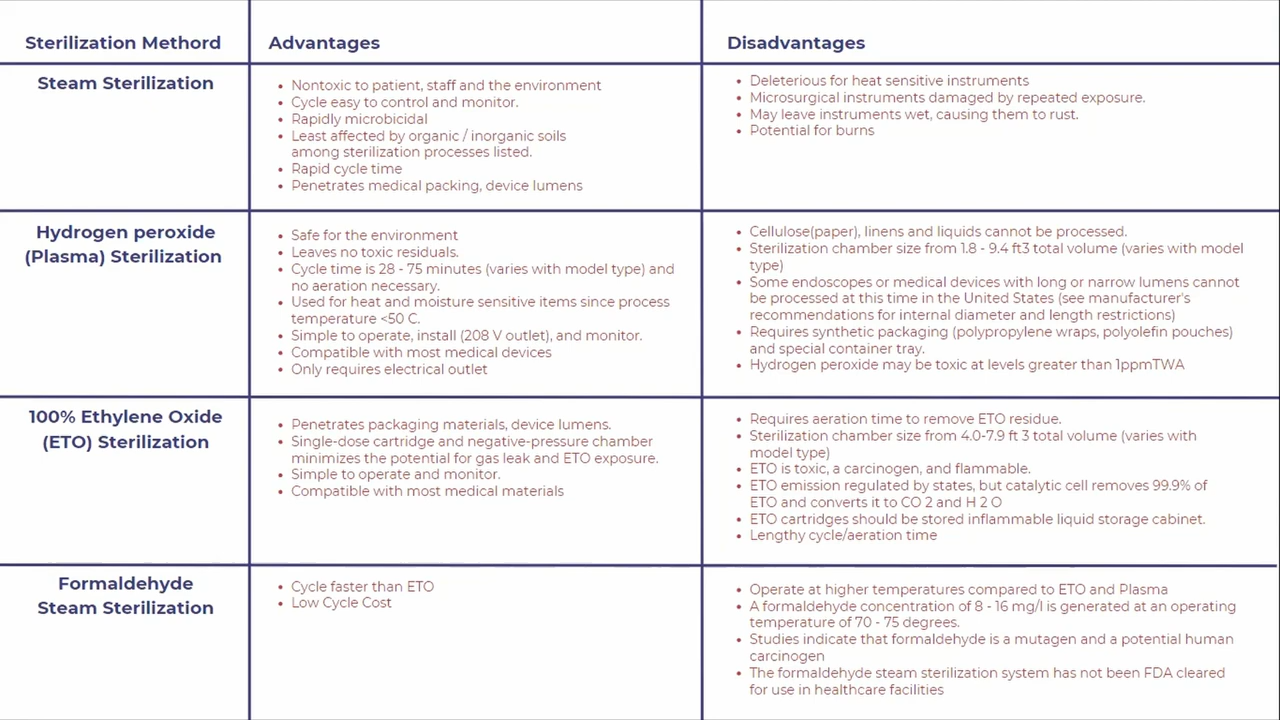 Sterilization Methord
Advantages
Disadvantages
Steam Sterilization
• Nontoxic to patient, staff and the environment
• Cycle easy to control and monitor.
• Rapidly microbicidal
• Least affected by organic / inorganic soils
among sterilization processes listed.
• Rapid cycle time
• Penetrates medical packing, device lumens
• Deleterious for heat sensitive instruments
• Microsurgical instruments damaged by repeated exposure.
• May leave instruments wet, causing them to rust.
• Potential for burns
Hydrogen peroxide
(Plasma) Sterilization
• Safe for the environment
• Leaves no toxic residuals.
• Cycle time is 28 - 75 minutes (varies with model type) and
no aeration necessary.
• Used for heat and moisture sensitive items since process
temperature <50 C.
• Simple to operate, install (208 V outlet), and monitor.
• Compatible with most medical devices
• Only requires electrical outlet
• Cellulose(paper), linens and liquids cannot be processed.
• Sterilization chamber size from 1.8 - 9.4 ft3 total volume (varies with model
type)
• Some endoscopes or medical devices with long or narrow lumens cannot
be processed at this time in the United States (see manufacturer's
recommendations for internal diameter and length restrictions)
• Requires synthetic packaging (polypropylene wraps, polyolefin pouches)
and special container tray.
• Hydrogen peroxide may be toxic at levels greater than 1ppmTWA
100% Ethylene Oxide
(ETO) Sterilization
• Penetrates packaging materials, device lumens.
• Single-dose cartridge and negative-pressure chamber
minimizes the potential for gas leak and ETO exposure.
• Simple to operate and monitor.
• Compatible with most medical materials
• Requires aeration time to remove ETO residue.
• Sterilization chamber size from 4.0-7.9 ft 3 total volume (varies with
model type)
• ETO is toxic, a carcinogen, and flammable.
• ETO emission regulated by states, but catalytic cell removes 99.9% of
ETO and converts it to CO 2 and H 2 O
• ETO cartridges should be stored inflammable liquid storage cabinet.
• Lengthy cycle/aeration time
Formaldehyde
Steam Sterilization
• Cycle faster than ETO
• Low Cycle Cost
• Operate at higher temperatures compared to ETO and Plasma
• A formaldehyde concentration of 8 - 16 mg/l is generated at an operating
temperature of 70 - 75 degrees.
• Studies indicate that formaldehyde is a mutagen and a potential human
carcinogen
• The formaldehyde steam sterilization system has not been FDA cleared
for use in healthcare facilities